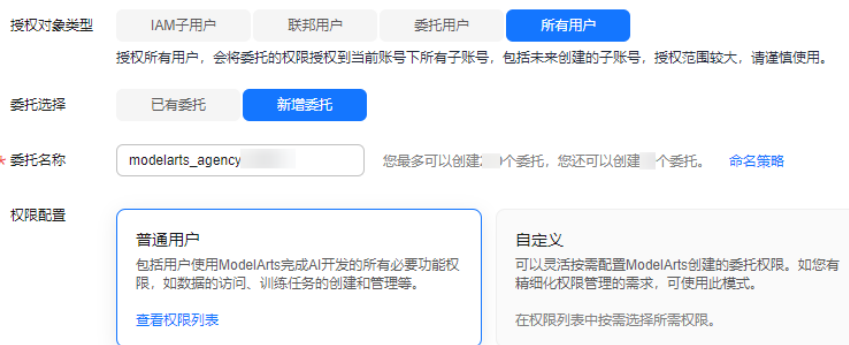 授权对象类型 IAM子用户 联邦用户 委托用户 所有用户
授权所有用户，会将委托的权限授权到当前账号下所有子账号，包括未来创建的子账号，授权范围较大，请谨慎使用。
委托选择 已有委托 新增委托
* 委托名称 modelarts_agency 您最多可以创建 个委托，您还可以创建 个委托。 命名策略
权限配置
普通用户
包括用户使用ModelArts完成AI开发的所有必要功能权
限，如数据的访问、训练任务的创建和管理等。
查看权限列表
自定义
可以灵活按需配置ModelArts创建的委托权限。如您有
精细化权限管理的需求，可使用此模式。
在权限列表中按需选择所需权限。